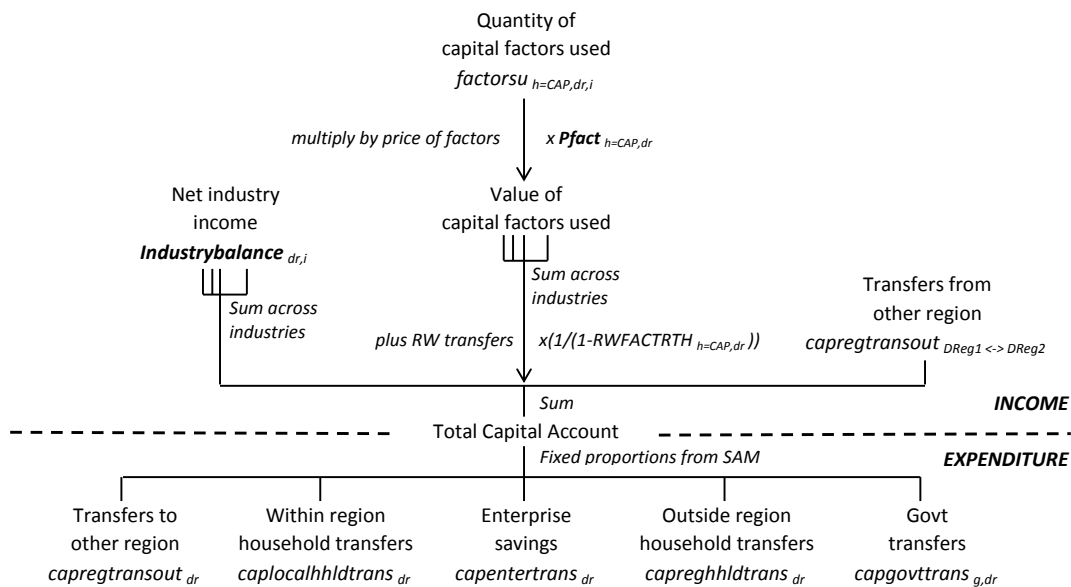 Quantity of
capital factors used
factorsu h=CAP,dr,i
multiply by price of factors
x Pfact h=CAP,dr
Net industry
income
Industrybalance dr,i
Value of
capital factors used
Sum across
industries
Sum across
industries
Transfers from
other region
capregtransout DReg1 <-> DReg2
plus RW transfers
x(1/(1-RWFACTRTH h=CAP,dr ))
Sum
INCOME
Total Capital Account
Fixed proportions from SAM
EXPENDITURE
Transfers to
other region
capregtransout dr
Within region
household transfers
caplocalhhldtrans dr
Enterprise
savings
capentertrans dr
Outside region
household transfers
capreghhldtrans dr
Govt
transfers
capgovttrans g,dr